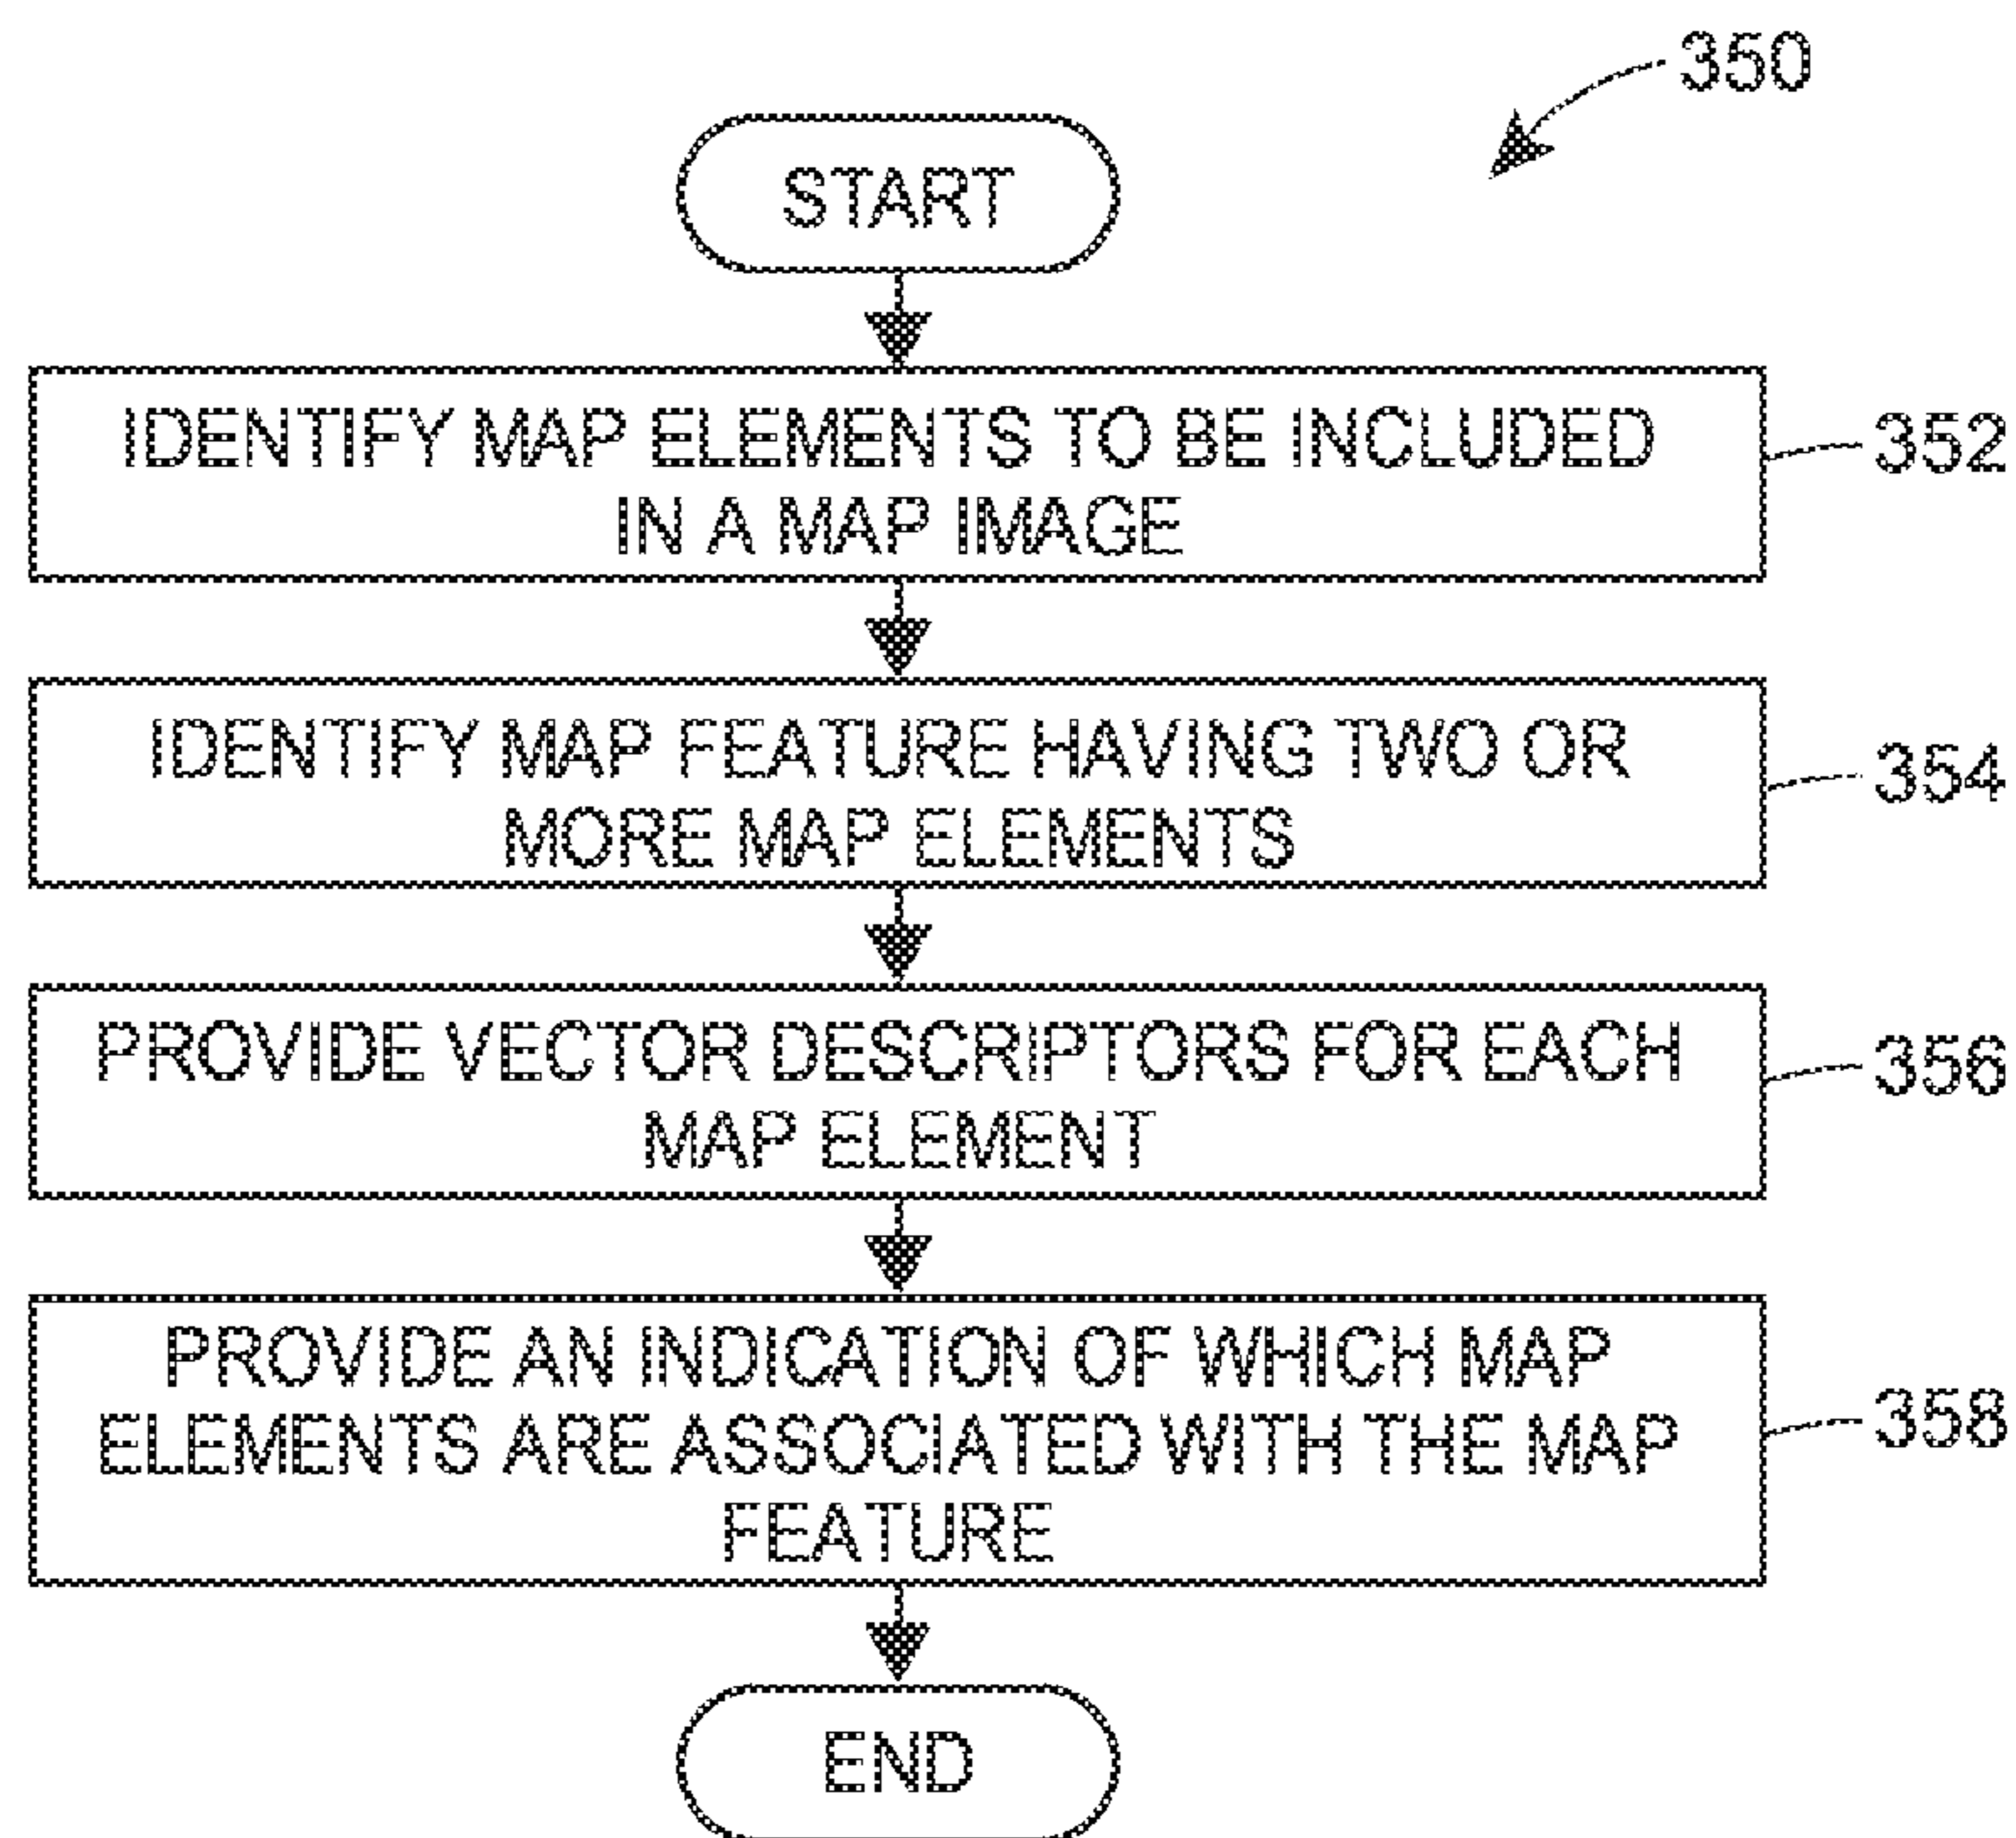 350
START
IDENTIFY MAP ELEMENTS TO BE INCLUDED
IN A MAP IMAGE
352
IDENTIFY MAP FEATURE HAVING TWO OR
MORE MAP ELEMENTS
354
PROVIDE VECTOR DESCRIPTORS FOR EACH
MAP ELEMENT
356
PROVIDE AN INDICATION OF WHICH MAP
ELEMENTS ARE ASSOCIATED WITH THE MAP
FEATURE
358
END